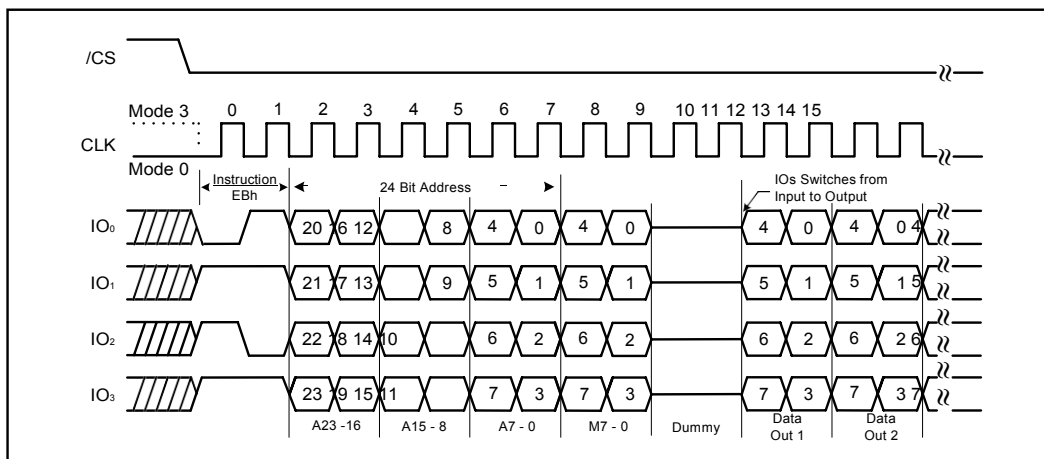 /CS
Mode 3 0 1 2 3 4 5 6 7 8 9 10 11 12 13 14 15
CLK
Mode 0
Instruction
EBh
24 Bit Address
IOs Switches from
Input to Output
IO0 20 16 12 8 4 0 4 0 4 0 4 0 4
IO1 21 17 13 9 5 1 5 1 5 1 5 1 5
IO2 22 18 14 10 6 2 6 2 6 2 6 2 6
IO3 23 19 15 11 7 3 7 3 7 3 7 3 7
A23 -16 A15 - 8 A7 - 0 M7 - 0 Dummy Data
Out 1 Data
Out 2